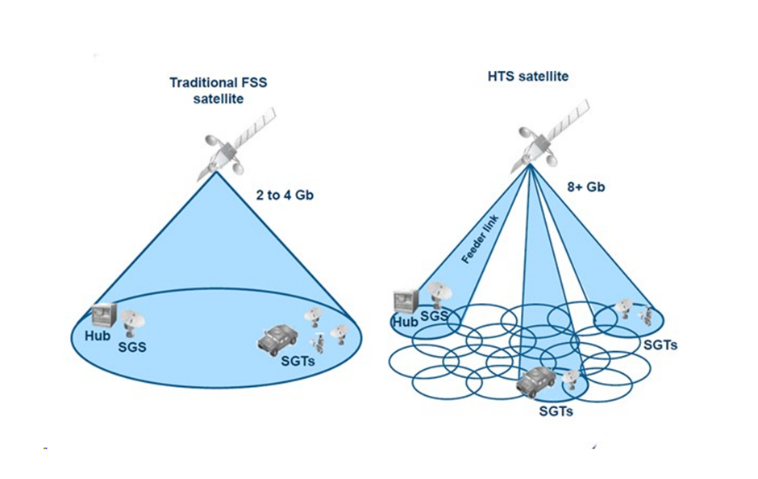 Traditional FSS
satellite
2 to 4 Gb
Hub
SGS
SGTs
HTS satellite
8+ Gb
Feeder link
Hub
SGS
SGTs
SGTs